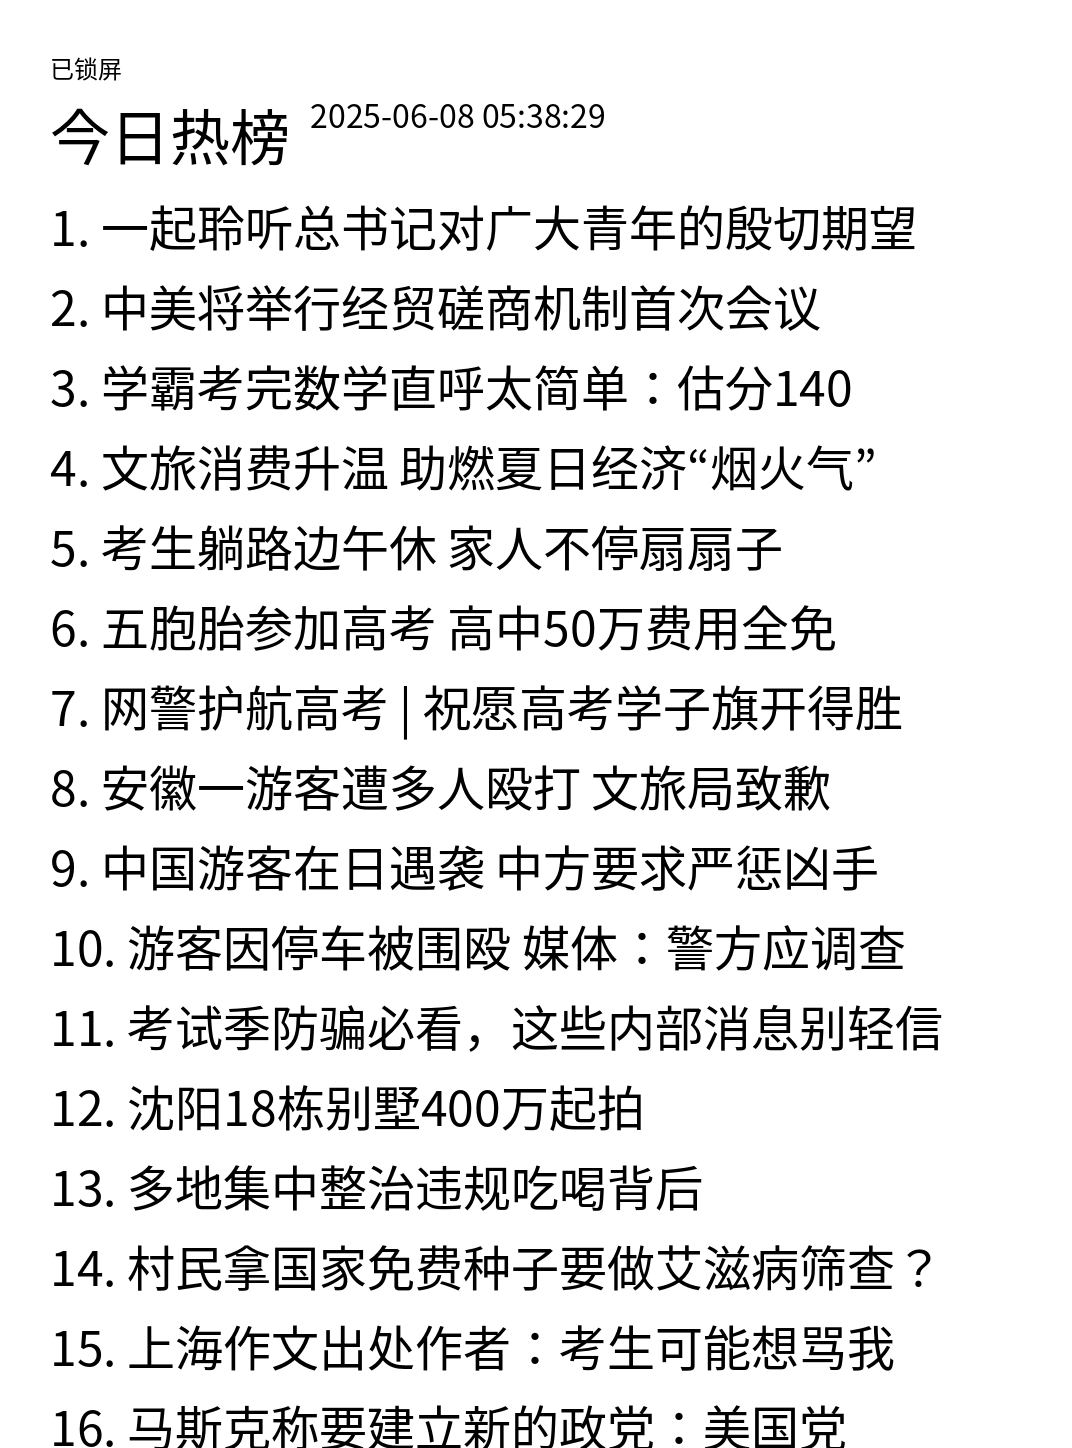 已锁屏
今日热榜 2025-06-08 05:38:29
1. 一起聆听总书记对广大青年的殷切期望
2. 中美将举行经贸磋商机制首次会议
3. 学霸考完数学直呼太简单：估分140
4. 文旅消费升温 助燃夏日经济“烟火气”
5. 考生躺路边午休 家人不停扇扇子
6. 五胞胎参加高考 高中50万费用全免
7. 网警护航高考 | 祝愿高考学子旗开得胜
8. 安徽一游客遭多人殴打 文旅局致歉
9. 中国游客在日遇袭 中方要求严惩凶手
10. 游客因停车被围殴 媒体：警方应调查
11. 考试季防骗必看，这些内部消息别轻信
12. 沈阳18栋别墅400万起拍
13. 多地集中整治违规吃喝背后
14. 村民拿国家免费种子要做艾滋病筛查？
15. 上海作文出处作者：考生可能想骂我
16. 马斯克称要建立新的政党：美国党